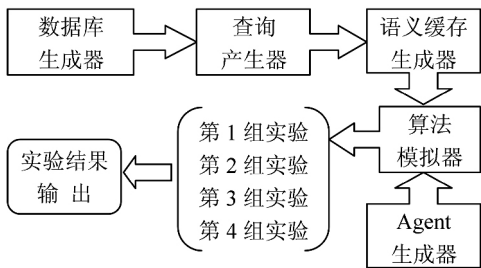 数据库
生成器
查询
产生器
语义缓存
生成器
算法
模拟器
第 1 组实验
第 2 组实验
第 3 组实验
第 4 组实验
实验结果
输 出
Agent
生成器